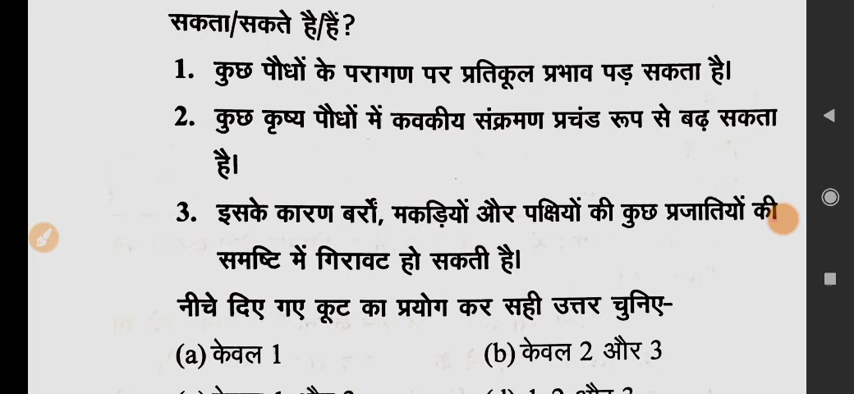 सकता/सकते है/हैं?
1. कुछ पौधों के परागण पर प्रतिकूल प्रभाव पड़ सकता है।
2. कुछ कृष्य पौधों में कवकीय संक्रमण प्रचंड रूप से बढ़ सकता
है।
3. इसके कारण बर्रों, मकड़ियों और पक्षियों की कुछ प्रजातियों की
समष्टि में गिरावट हो सकती है।
नीचे दिए गए कूट का प्रयोग कर सही उत्तर चुनिए-
(a) केवल 1 (b) केवल 2 और 3